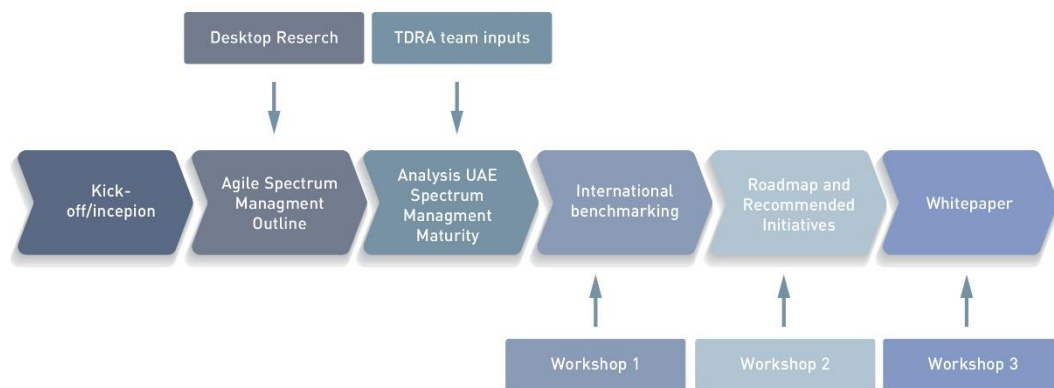 Desktop Reserch
TDRA team inputs
Kick-
off/incepion
Agile Spectrum
Managment
Outline
Analysis UAE
Spectrum
Managment
Maturity
International
benchmarking
Roadmap and
Recommended
Initiatives
Whitepaper
Workshop 1
Workshop 2
Workshop 3